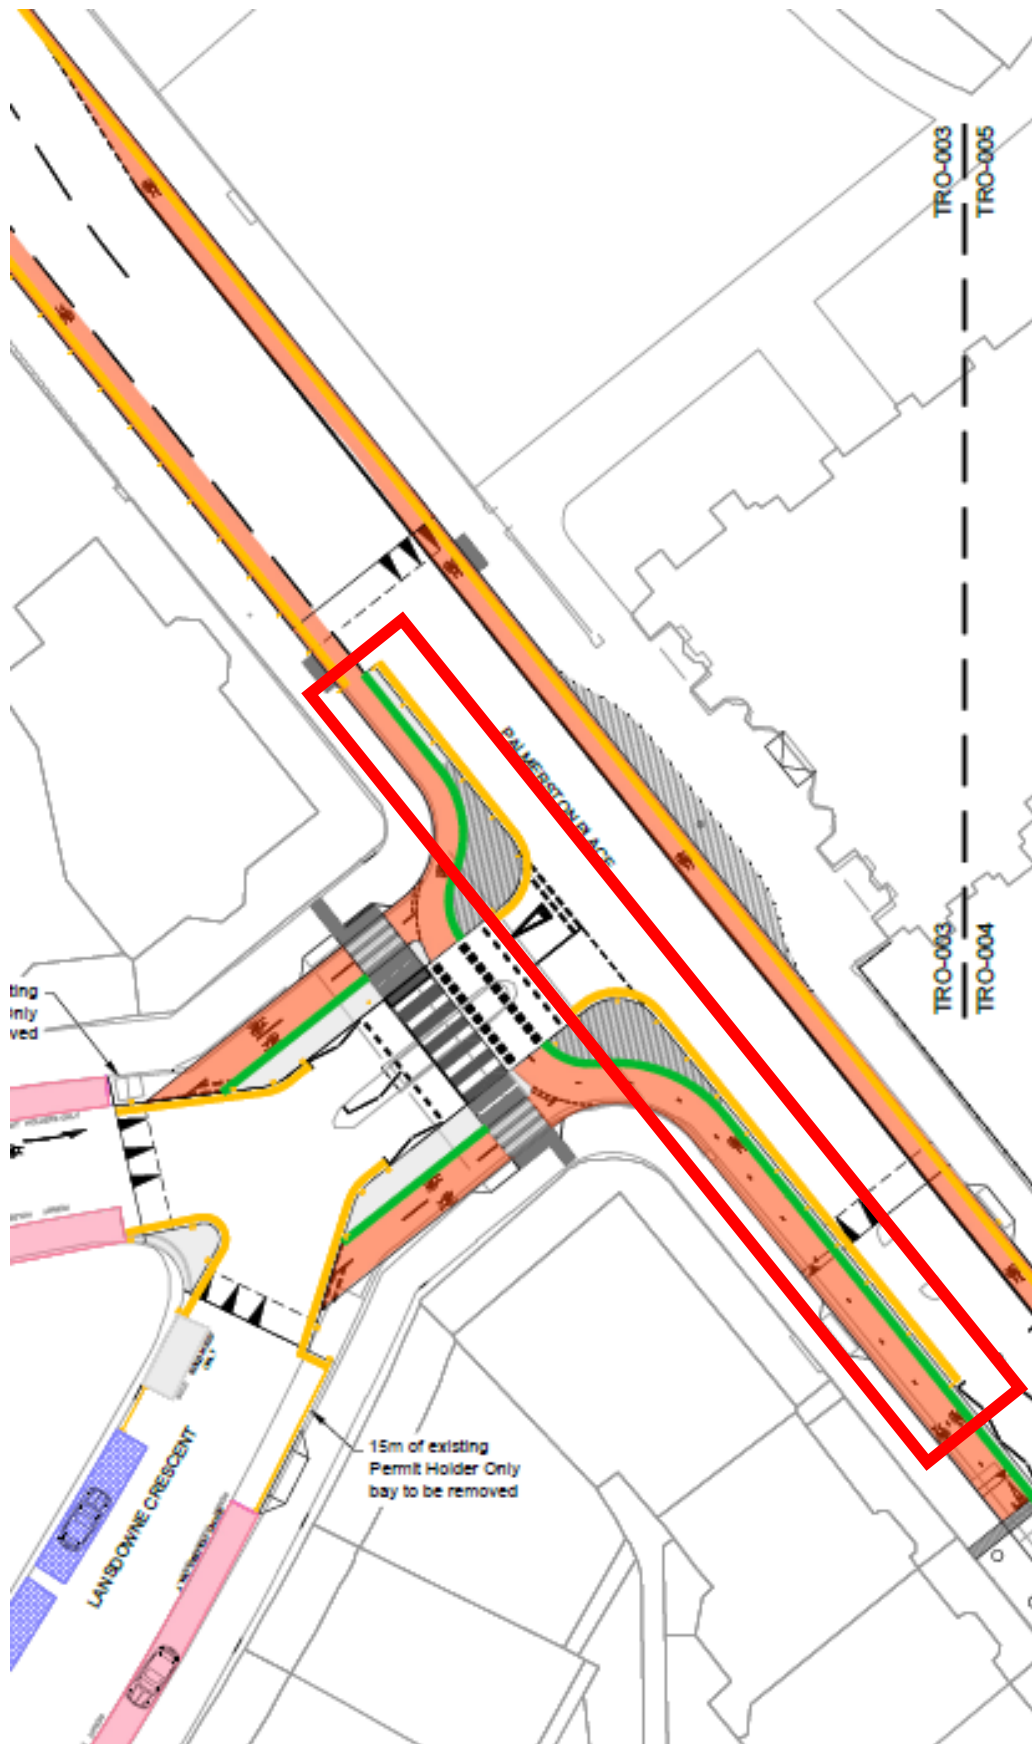 TRO-003
TRO-005
PALMERSTON PLACE
TRO-003
TRO-004
ting
Only
ved
15m of existing
Permit Holder Only
bay to be removed
LANSDOWNE CRESCENT